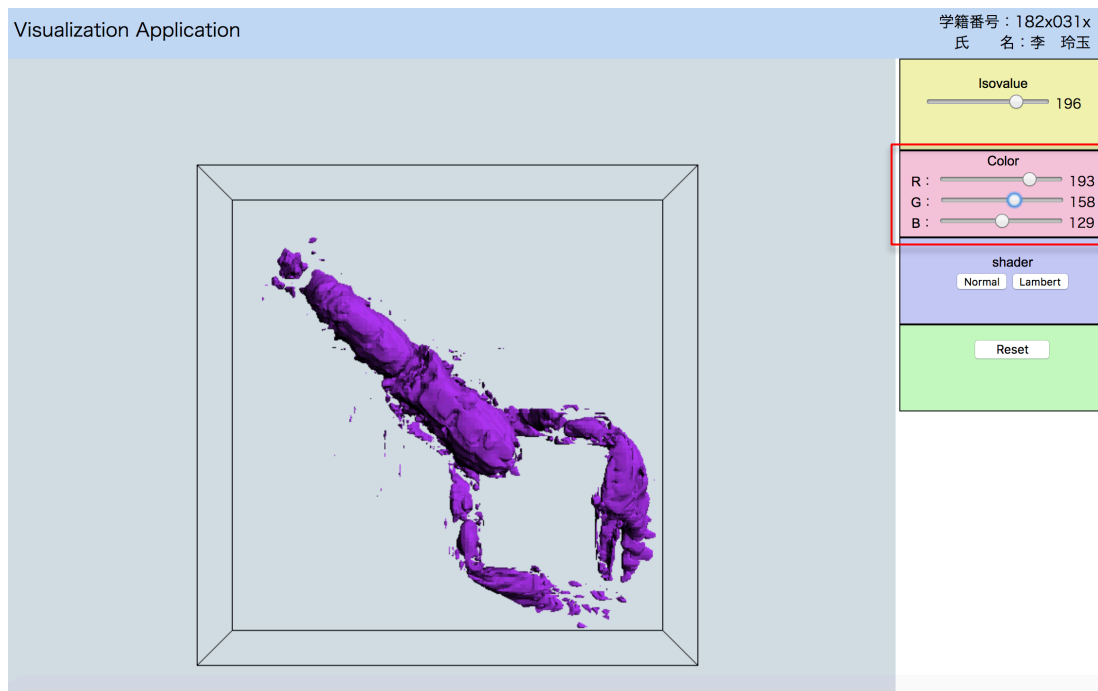 Visualization Application
学籍番号：182x031x
氏　　名：李　玲玉
Isovalue
196
Color
R： 193
G： 158
B： 129
shader
Normal Lambert
Reset